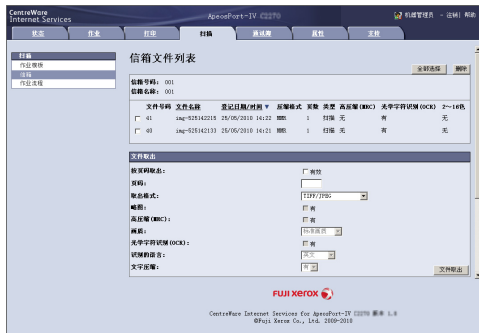 CentreWare
Internet Services
ApeosPort-IV C2270
机器管理员 - 注销| 帮助
状态 作业 打印 扫描 通讯簿 属性 支持
扫描
作业模板
信箱
作业流程
信箱文件列表
全部选择 删除
信箱号码: 001
信箱名称: 001
文件号码 文件名称 登记日期/时间 ▼ 压缩格式 页数 类型 高压缩(MRC) 光学字符识别(OCR) 2～16色
41 img-525142215 25/05/2010 14:22 MMR 1 扫描 无 有 无
40 img-525142133 25/05/2010 14:21 MMR 1 扫描 无 有 无
文件取出
按页码取出: 有效
页码:
取出格式: TIFF/JPEG
略图: 有
高压缩(MRC): 有
画质: 标准画质
光学字符识别(OCR): 有
识别的语言: 英文
文字压缩: 有
文件取出
FUJI XEROX
CentreWare Internet Services for ApeosPort-IV C2270 版本 1.0
©Fuji Xerox Co., Ltd. 2009-2010